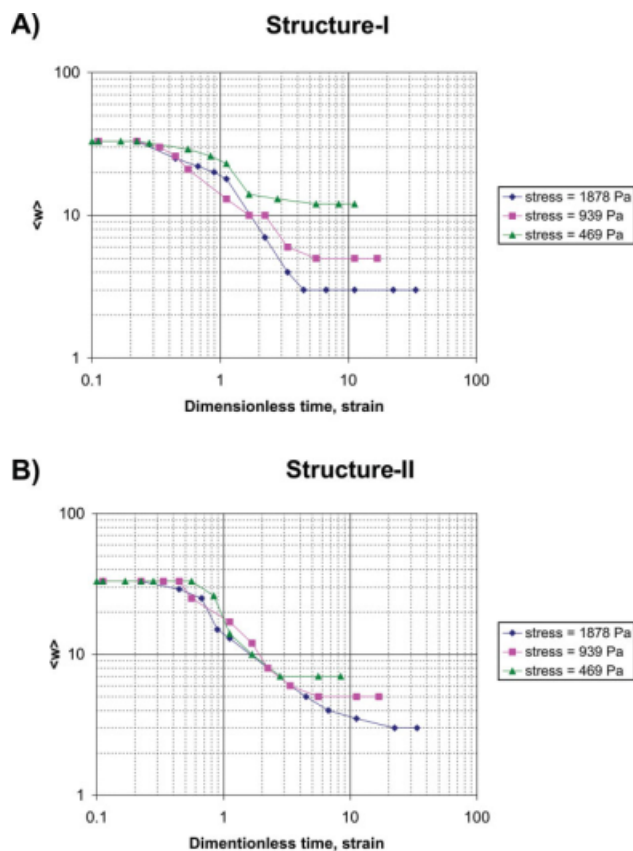 A)
Structure-I
100
10
1
<w>
0.1 1 10 100
Dimensionless time, strain
stress = 1878 Pa
stress = 939 Pa
stress = 469 Pa
B)
Structure-II
100
10
1
<w>
0.1 1 10 100
Dimentionless time, strain
stress = 1878 Pa
stress = 939 Pa
stress = 469 Pa